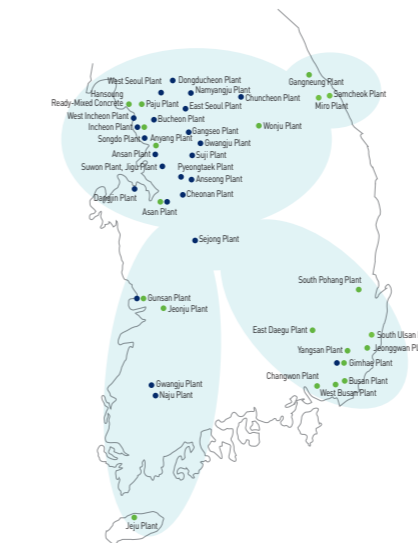 West Seoul Plant
Dongducheon Plant
Gangneung Plant
Hansoung
Ready-Mixed Concrete
Namyangju Plant
Chuncheon Plant
Samcheok Plant
Paju Plant
East Seoul Plant
Miro Plant
West Incheon Plant
Bucheon Plant
Incheon Plant
Gangseo Plant
Wonju Plant
Songdo Plant
Anyang Plant
Gwangju Plant
Ansan Plant
Suji Plant
Suwon Plant, Jigu Plant
Pyeongtaek Plant
Anseong Plant
Dangjin Plant
Cheonan Plant
Asan Plant
Sejong Plant
South Pohang Plant
Gunsan Plant
Jeonju Plant
East Daegu Plant
South Ulsan
Yangsan Plant
Jeonggwan Pl
Gimhae Plant
Changwon Plant
Busan Plant
West Busan Plant
Gwangju Plant
Naju Plant
Jeju Plant